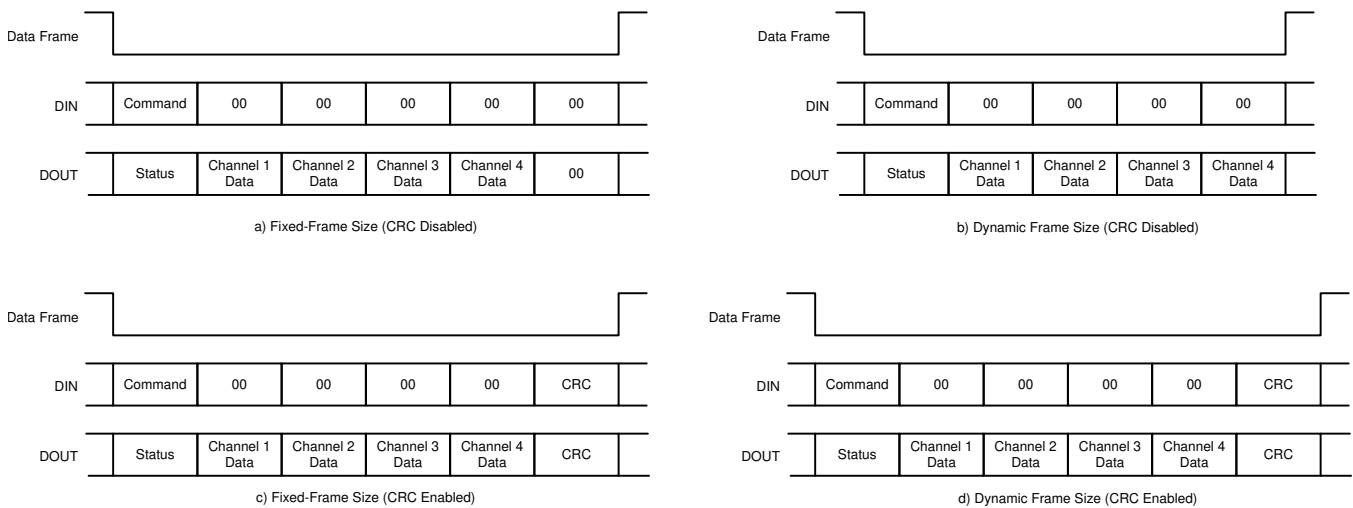 Data Frame
DIN Command 00 00 00 00 00
DOUT Status Channel 1 Data Channel 2 Data Channel 3 Data Channel 4 Data 00
a) Fixed-Frame Size (CRC Disabled)
Data Frame
DIN Command 00 00 00 00
DOUT Status Channel 1 Data Channel 2 Data Channel 3 Data Channel 4 Data
b) Dynamic Frame Size (CRC Disabled)
Data Frame
DIN Command 00 00 00 00 CRC
DOUT Status Channel 1 Data Channel 2 Data Channel 3 Data Channel 4 Data CRC
c) Fixed-Frame Size (CRC Enabled)
Data Frame
DIN Command 00 00 00 00 CRC
DOUT Status Channel 1 Data Channel 2 Data Channel 3 Data Channel 4 Data CRC
d) Dynamic Frame Size (CRC Enabled)